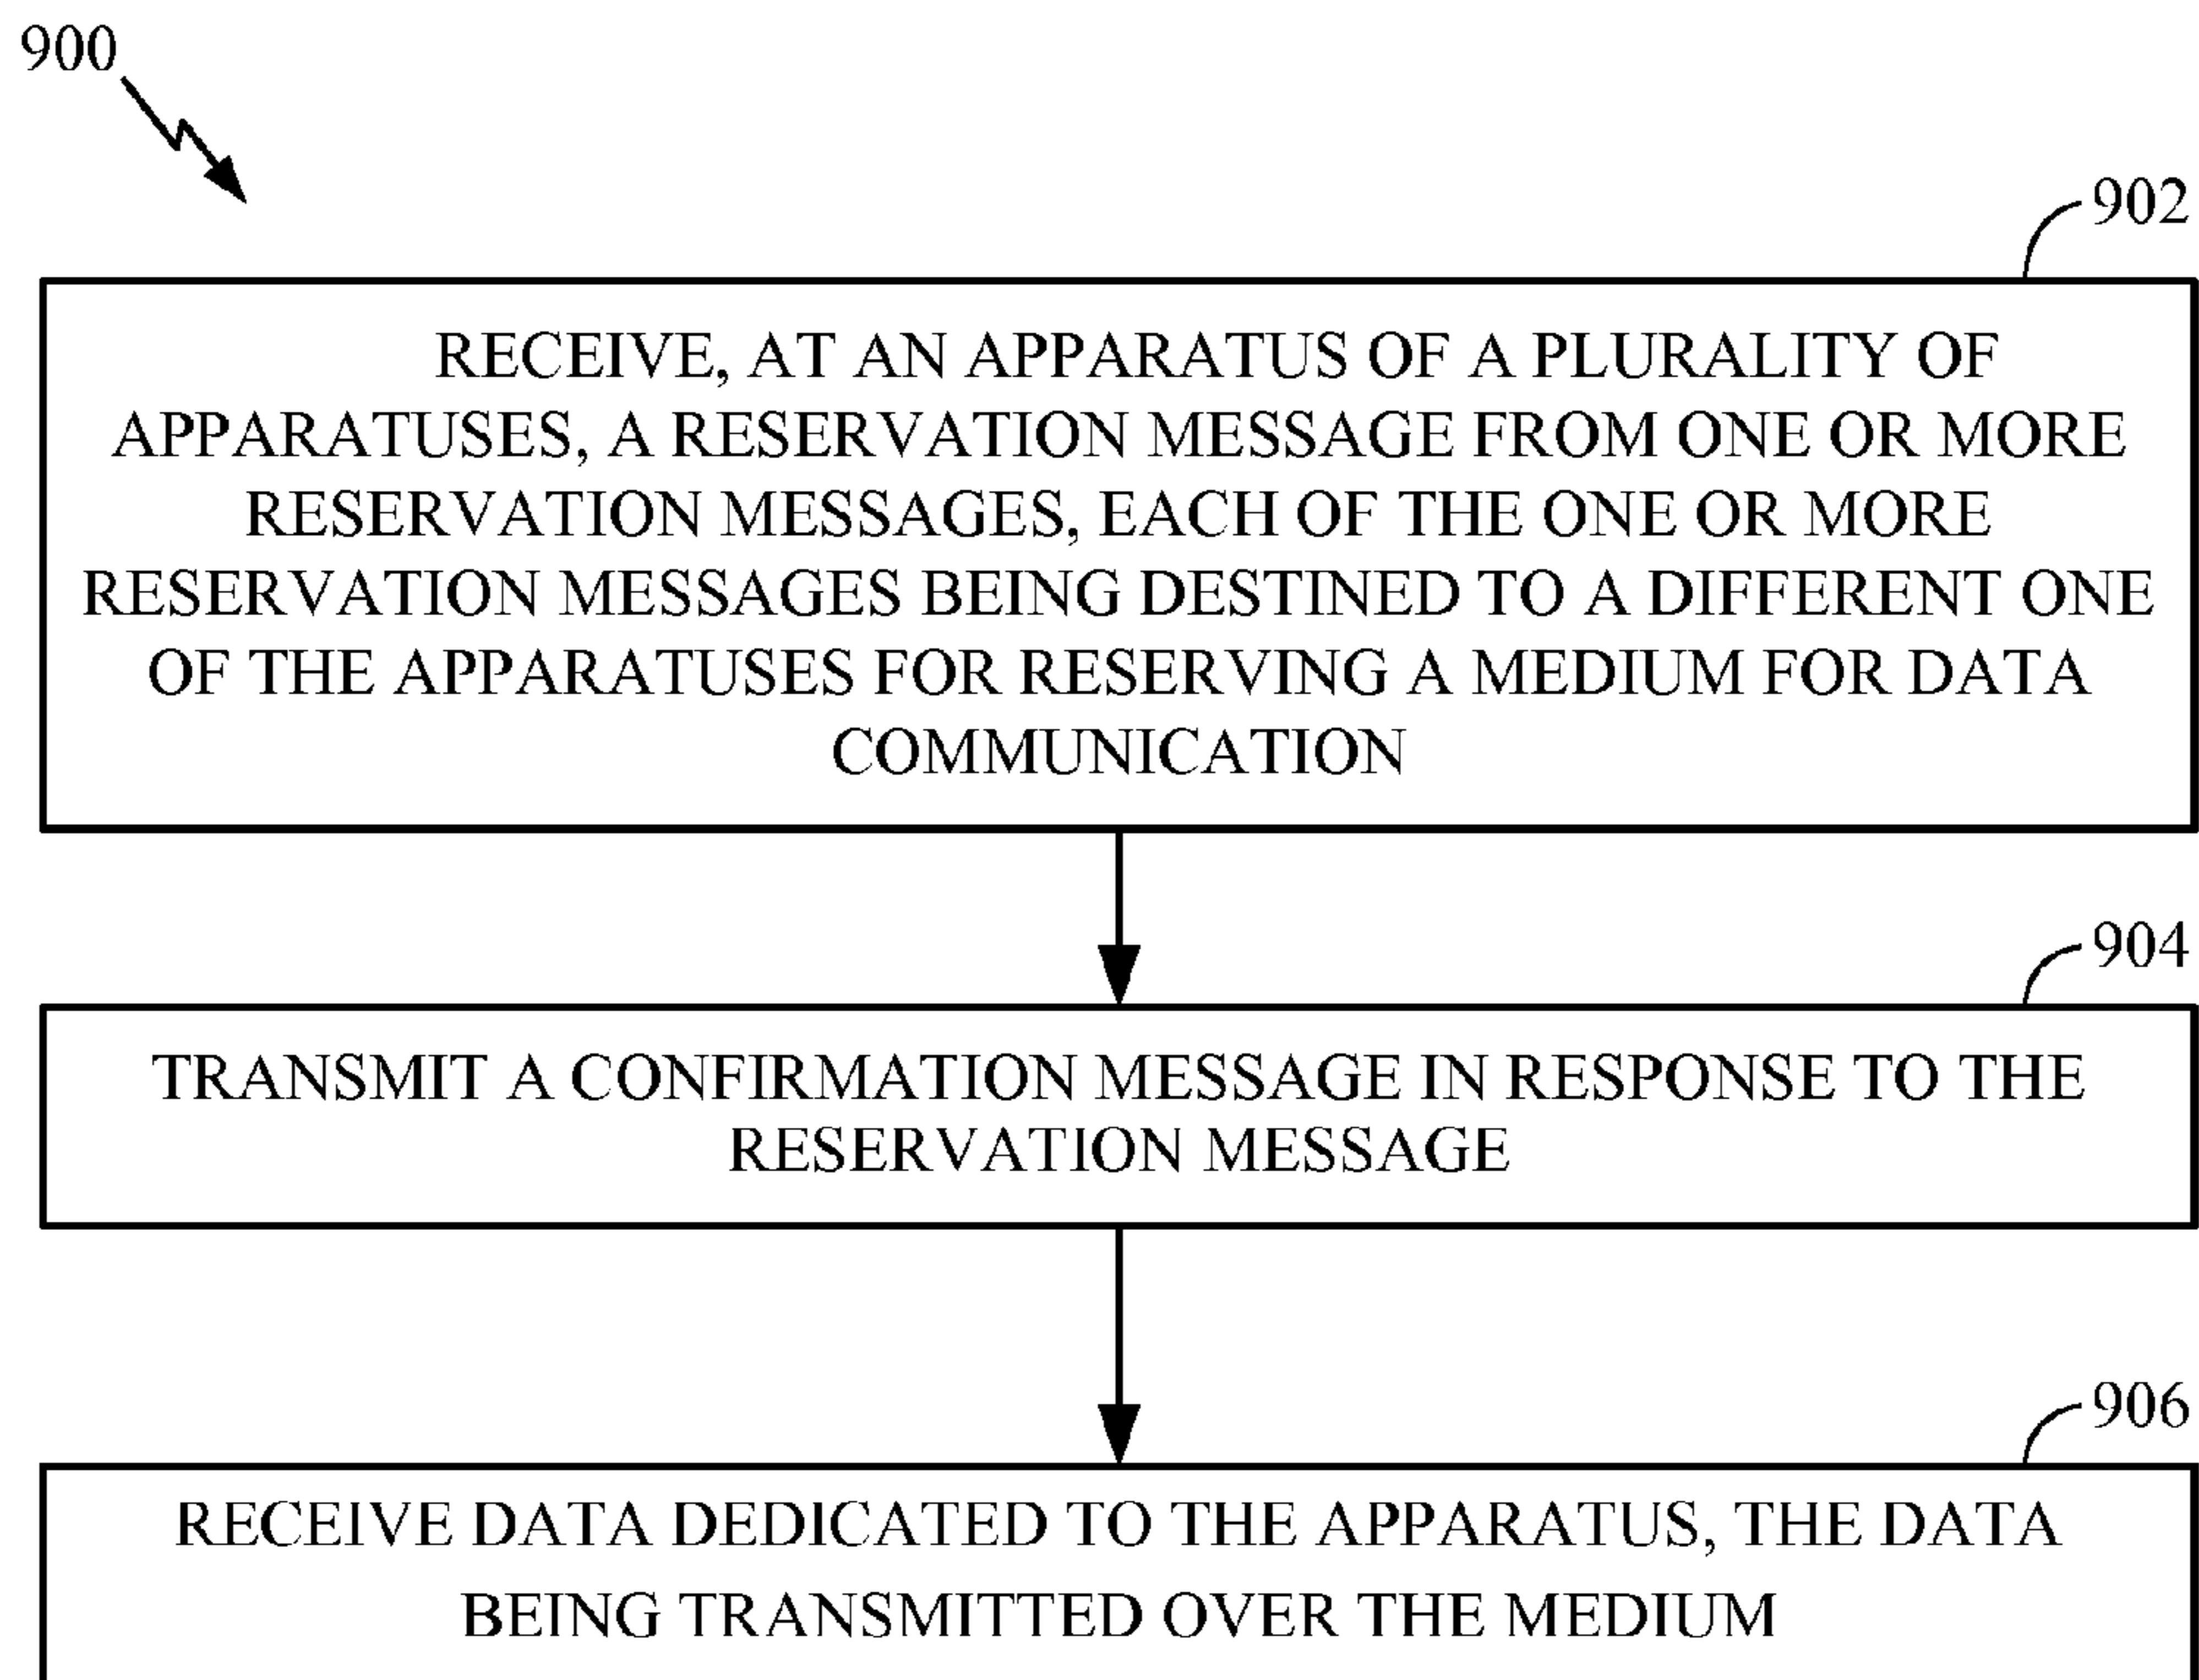 900
902
RECEIVE, AT AN APPARATUS OF A PLURALITY OF
APPARATUSES, A RESERVATION MESSAGE FROM ONE OR MORE
RESERVATION MESSAGES, EACH OF THE ONE OR MORE
RESERVATION MESSAGES BEING DESTINED TO A DIFFERENT ONE
OF THE APPARATUSES FOR RESERVING A MEDIUM FOR DATA
COMMUNICATION
904
TRANSMIT A CONFIRMATION MESSAGE IN RESPONSE TO THE
RESERVATION MESSAGE
906
RECEIVE DATA DEDICATED TO THE APPARATUS, THE DATA
BEING TRANSMITTED OVER THE MEDIUM